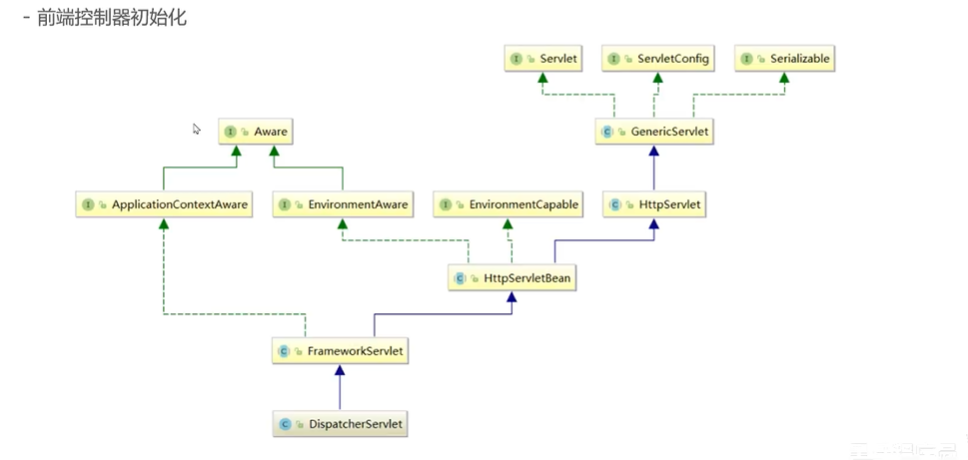 - 前端控制器初始化
Servlet
ServletConfig
Serializable
Aware
GenericServlet
ApplicationContextAware
EnvironmentAware
EnvironmentCapable
HttpServlet
HttpServletBean
FrameworkServlet
DispatcherServlet